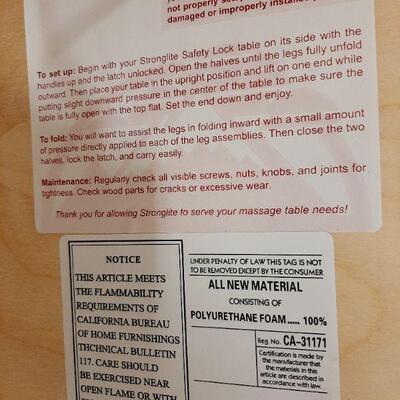 not properly set
damaged or improperly installed
To set up: Begin with your Stronglite Safety Lock table on its side with the
handles up and the latch unlocked. Open the halves until the legs fully unfold
outward. Then place your table in the upright position and lift on one end while
putting slight downward pressure in the center of the table to make sure the
table is fully open with the top flat. Set the end down and enjoy.
To fold: You will want to assist the legs in folding inward with a small amount
of pressure directly applied to each of the leg assemblies. Then close the two
halves, lock the latch, and carry easily.
Maintenance: Regularly check all visible screws, nuts, knobs, and joints for
tightness. Check wood parts for cracks or excessive wear.
Thank you for allowing Stronglite to serve your massage table needs!
NOTICE
THIS ARTICLE MEETS
THE FLAMMABILITY
REQUIREMENTS OF
CALIFORNIA BUREAU
OF HOME FURNISHINGS
THCHNICAL BULLETIN
117. CARE SHOULD
BE EXERCISED NEAR
OPEN FLAME OR WITH
UNDER PENALTY OF LAW THIS TAG IS NOT
TO BE REMOVED EXCEPT BY THE CONSUMER
ALL NEW MATERIAL
CONSISTING OF
POLYURETHANE FOAM..... 100%
Reg. No. CA-31171
Certification is made by
the manufacturer that
the materials in this
article are described in
accordance with law.